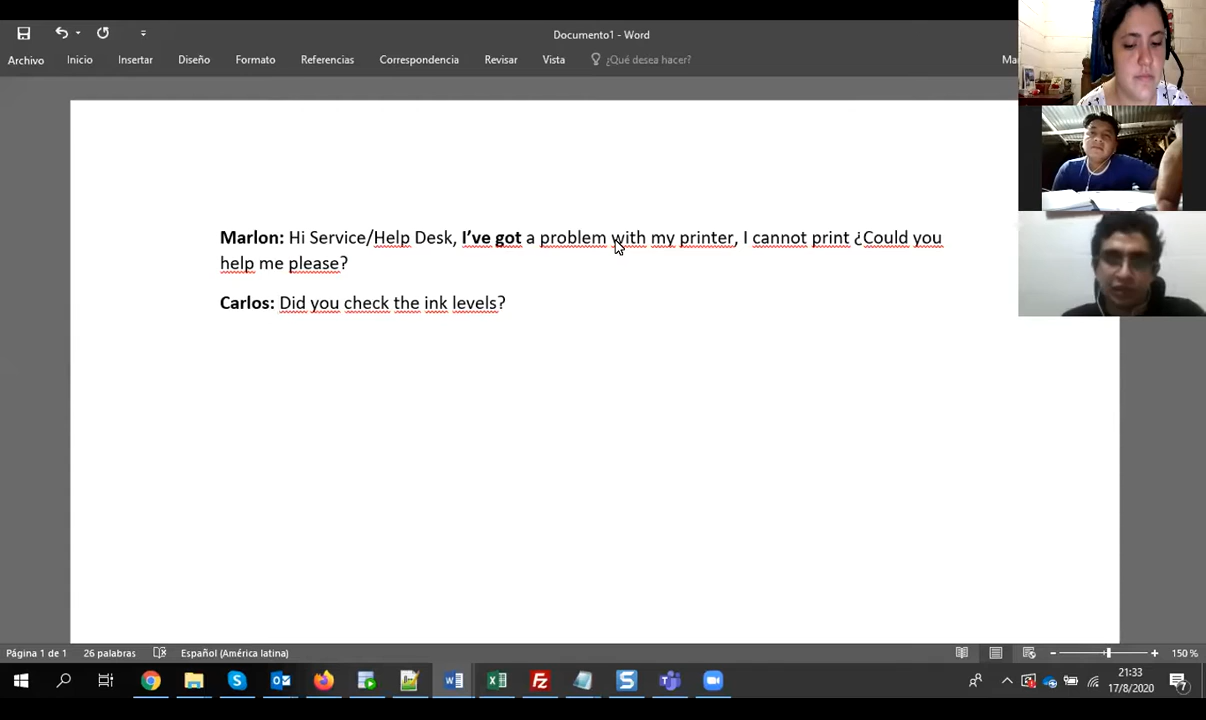 Documento1 - Word
Archivo Inicio Insertar Diseño Formato Referencias Correspondencia Revisar Vista ¿Qué desea hacer?
Marlon: Hi Service/Help Desk, I've got a problem with my printer, I cannot print ¿Could you
help me please?
Carlos: Did you check the ink levels?
Página 1 de 1 26 palabras Español (América latina) 150 %
21:33
17/8/2020